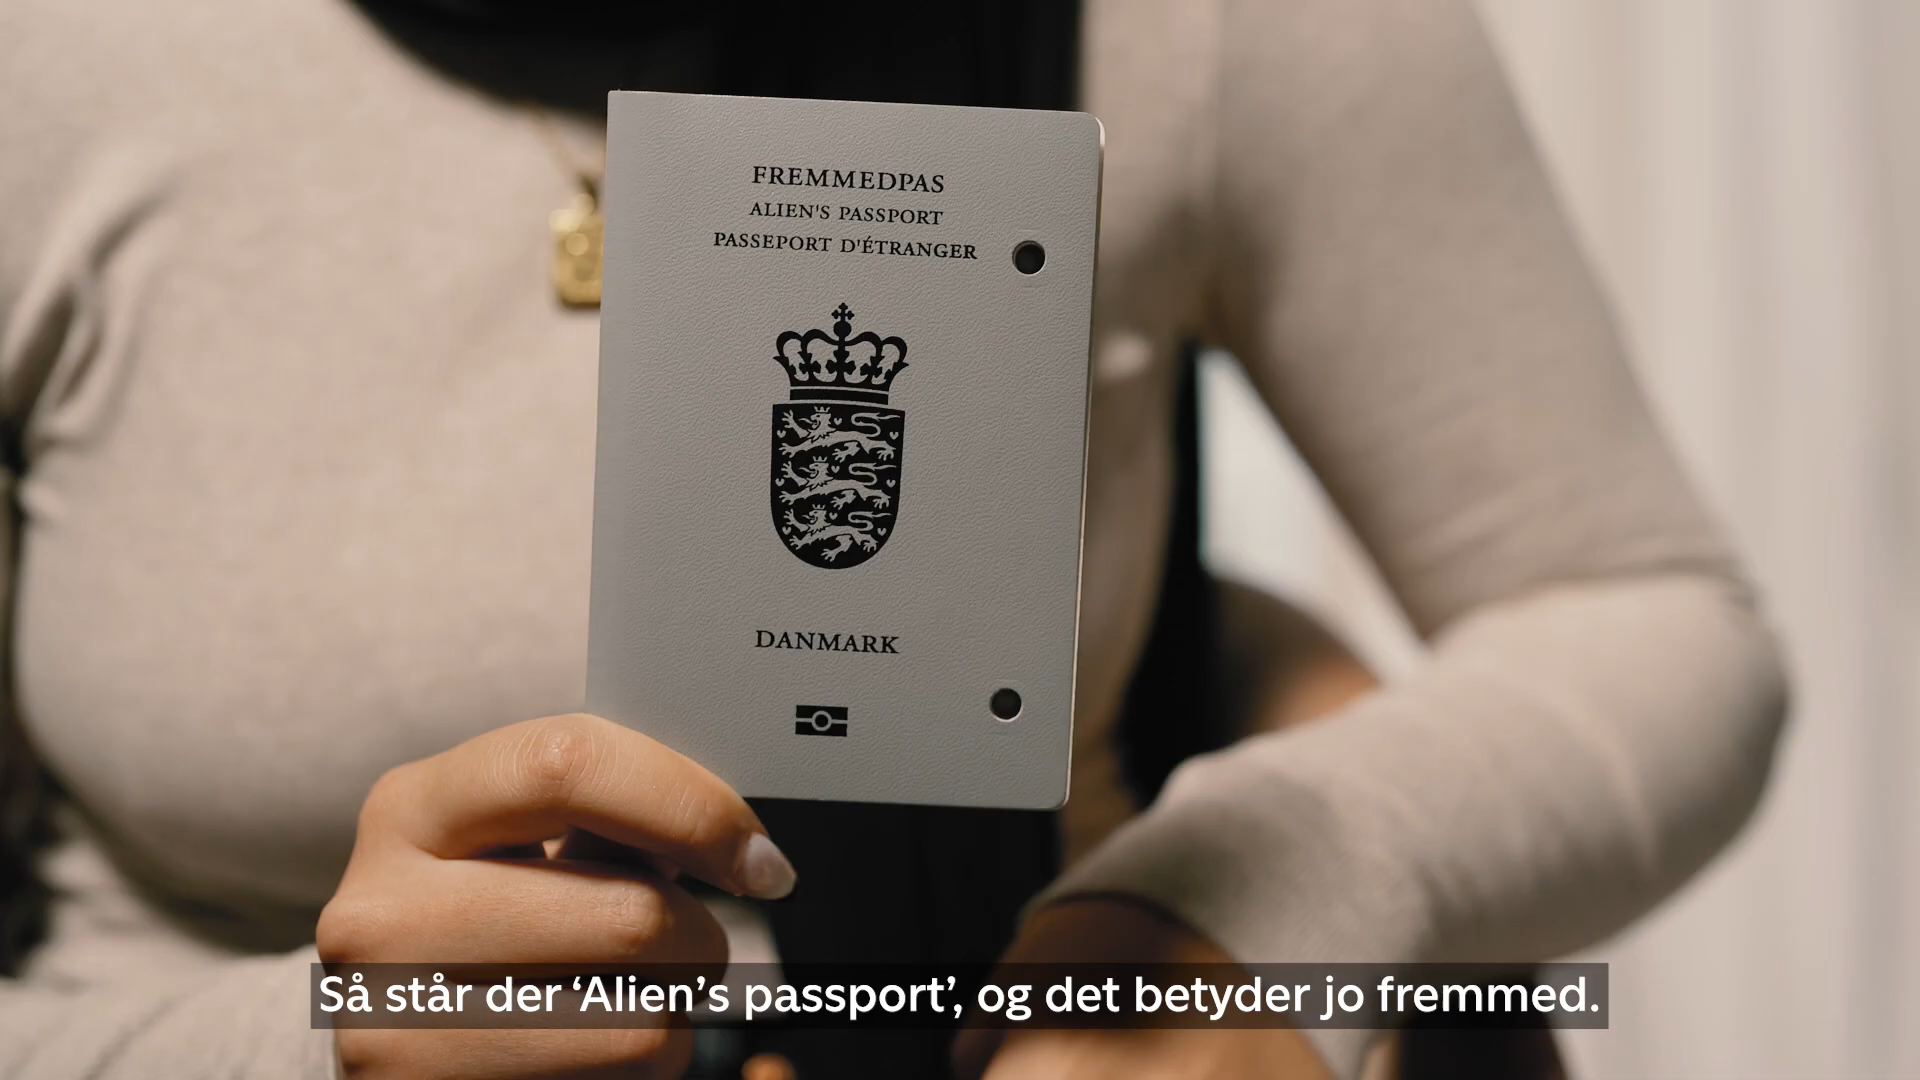 FREMMEDPAS
ALIEN'S PASSPORT
PASSEPORT D'ÉTRANGER
DANMARK
Så står der ‘Alien’s passport’, og det betyder jo fremmed.